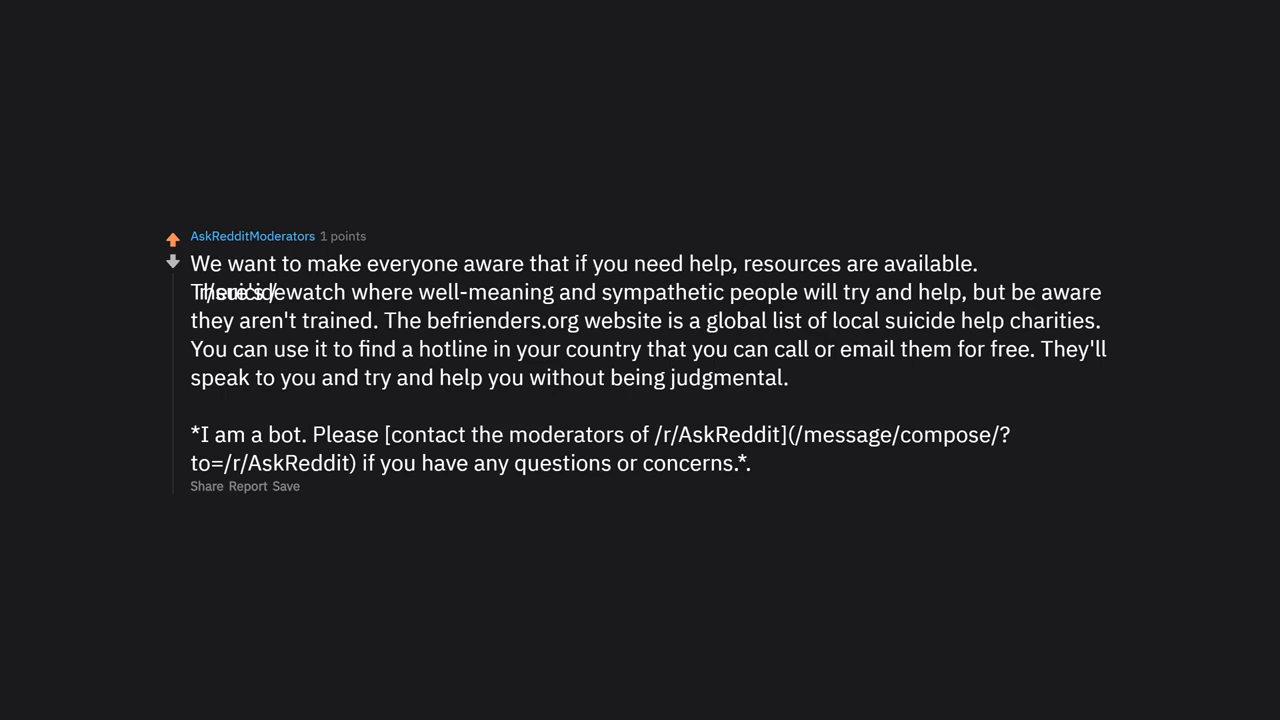 AskRedditModerators 1 points
We want to make everyone aware that if you need help, resources are available.
There's /r/suicidewatch where well-meaning and sympathetic people will try and help, but be aware
they aren't trained. The befrienders.org website is a global list of local suicide help charities.
You can use it to find a hotline in your country that you can call or email them for free. They'll
speak to you and try and help you without being judgmental.
*I am a bot. Please [contact the moderators of /r/AskReddit](/message/compose/?
to=/r/AskReddit) if you have any questions or concerns.*.
Share Report Save